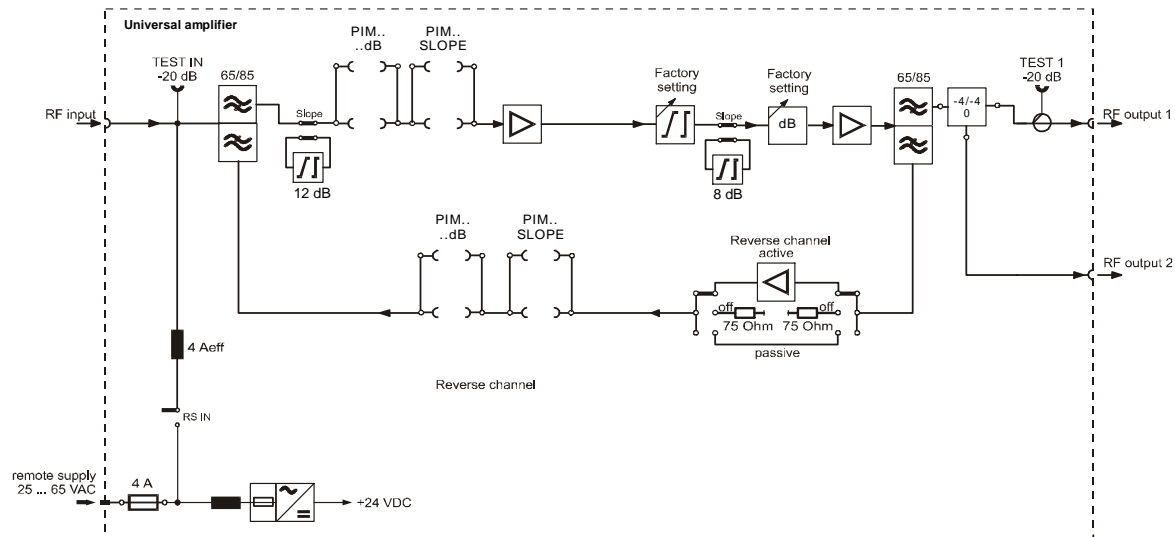 Universal amplifier
TEST IN
-20 dB
65/85
PIM..
..dB
PIM..
SLOPE
Factory
setting
Factory
setting
65/85
TEST 1
-20 dB
-4/-4
0
RF input
Slope
12 dB
Slope
8 dB
dB
RF output 1
PIM..
..dB
PIM..
SLOPE
Reverse channel
active
RF output 2
off
off
75 Ohm
75 Ohm
passive
4 Aeff
Reverse channel
RS IN
remote supply
25 ... 65 VAC
4 A
+24 VDC